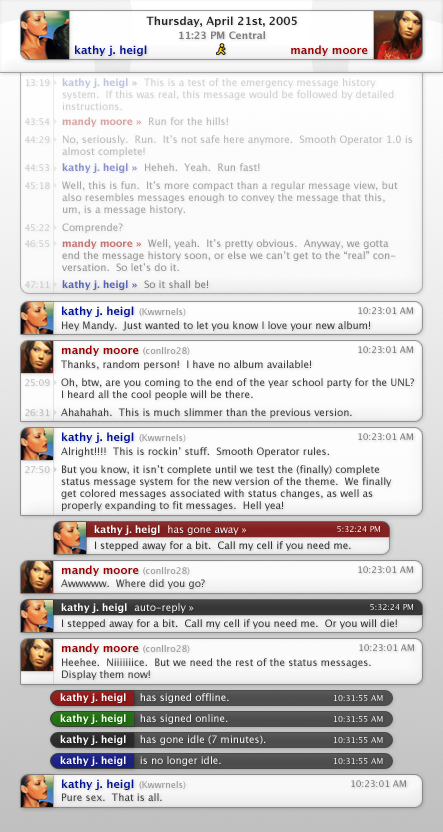 Thursday, April 21st, 2005
11:23 PM Central
kathy j. heigl mandy moore
13:19 kathy j. heigl » This is a test of the emergency message history
system. If this was real, this message would be followed by detailed
instructions.
43:54 mandy moore » Run for the hills!
44:29 No, seriously. Run. It's not safe here anymore. Smooth Operator 1.0 is
almost complete!
44:53 kathy j. heigl » Heheh. Yeah. Run fast!
45:18 Well, this is fun. It's more compact than a regular message view, but
also resembles messages enough to convey the message that this,
um, is a message history.
45:22 Comprende?
46:55 mandy moore » Well, yeah. It's pretty obvious. Anyway, we gotta
end the message history soon, or else we can't get to the “real” con-
versation. So let's do it.
47:11 kathy j. heigl » So it shall be!
kathy j. heigl (Kwwrnels) 10:23:01 AM
Hey Mandy. Just wanted to let you know I love your new album!
mandy moore (conllro28) 10:23:01 AM
Thanks, random person! I have no album available!
25:09 Oh, btw, are you coming to the end of the year school party for the UNL?
I heard all the cool people will be there.
26:31 Ahahahah. This is much slimmer than the previous version.
kathy j. heigl (Kwwrnels) 10:23:01 AM
Alright!!!! This is rockin' stuff. Smooth Operator rules.
27:50 But you know, it isn't complete until we test the (finally) complete
status message system for the new version of the theme. We finally
get colored messages associated with status changes, as well as
properly expanding to fit messages. Hell yea!
kathy j. heigl has gone away » 5:32:24 PM
I stepped away for a bit. Call my cell if you need me.
mandy moore (conllro28) 10:23:01 AM
Awwwww. Where did you go?
kathy j. heigl auto-reply » 5:32:24 PM
I stepped away for a bit. Call my cell if you need me. Or you will die!
mandy moore (conllro28) 10:23:01 AM
Heehee. Niiiiiiice. But we need the rest of the status messages.
Display them now!
kathy j. heigl has signed offline. 10:31:55 AM
kathy j. heigl has signed online. 10:31:55 AM
kathy j. heigl has gone idle (7 minutes). 10:31:55 AM
kathy j. heigl is no longer idle. 10:31:55 AM
kathy j. heigl (Kwwrnels) 10:23:01 AM
Pure sex. That is all.